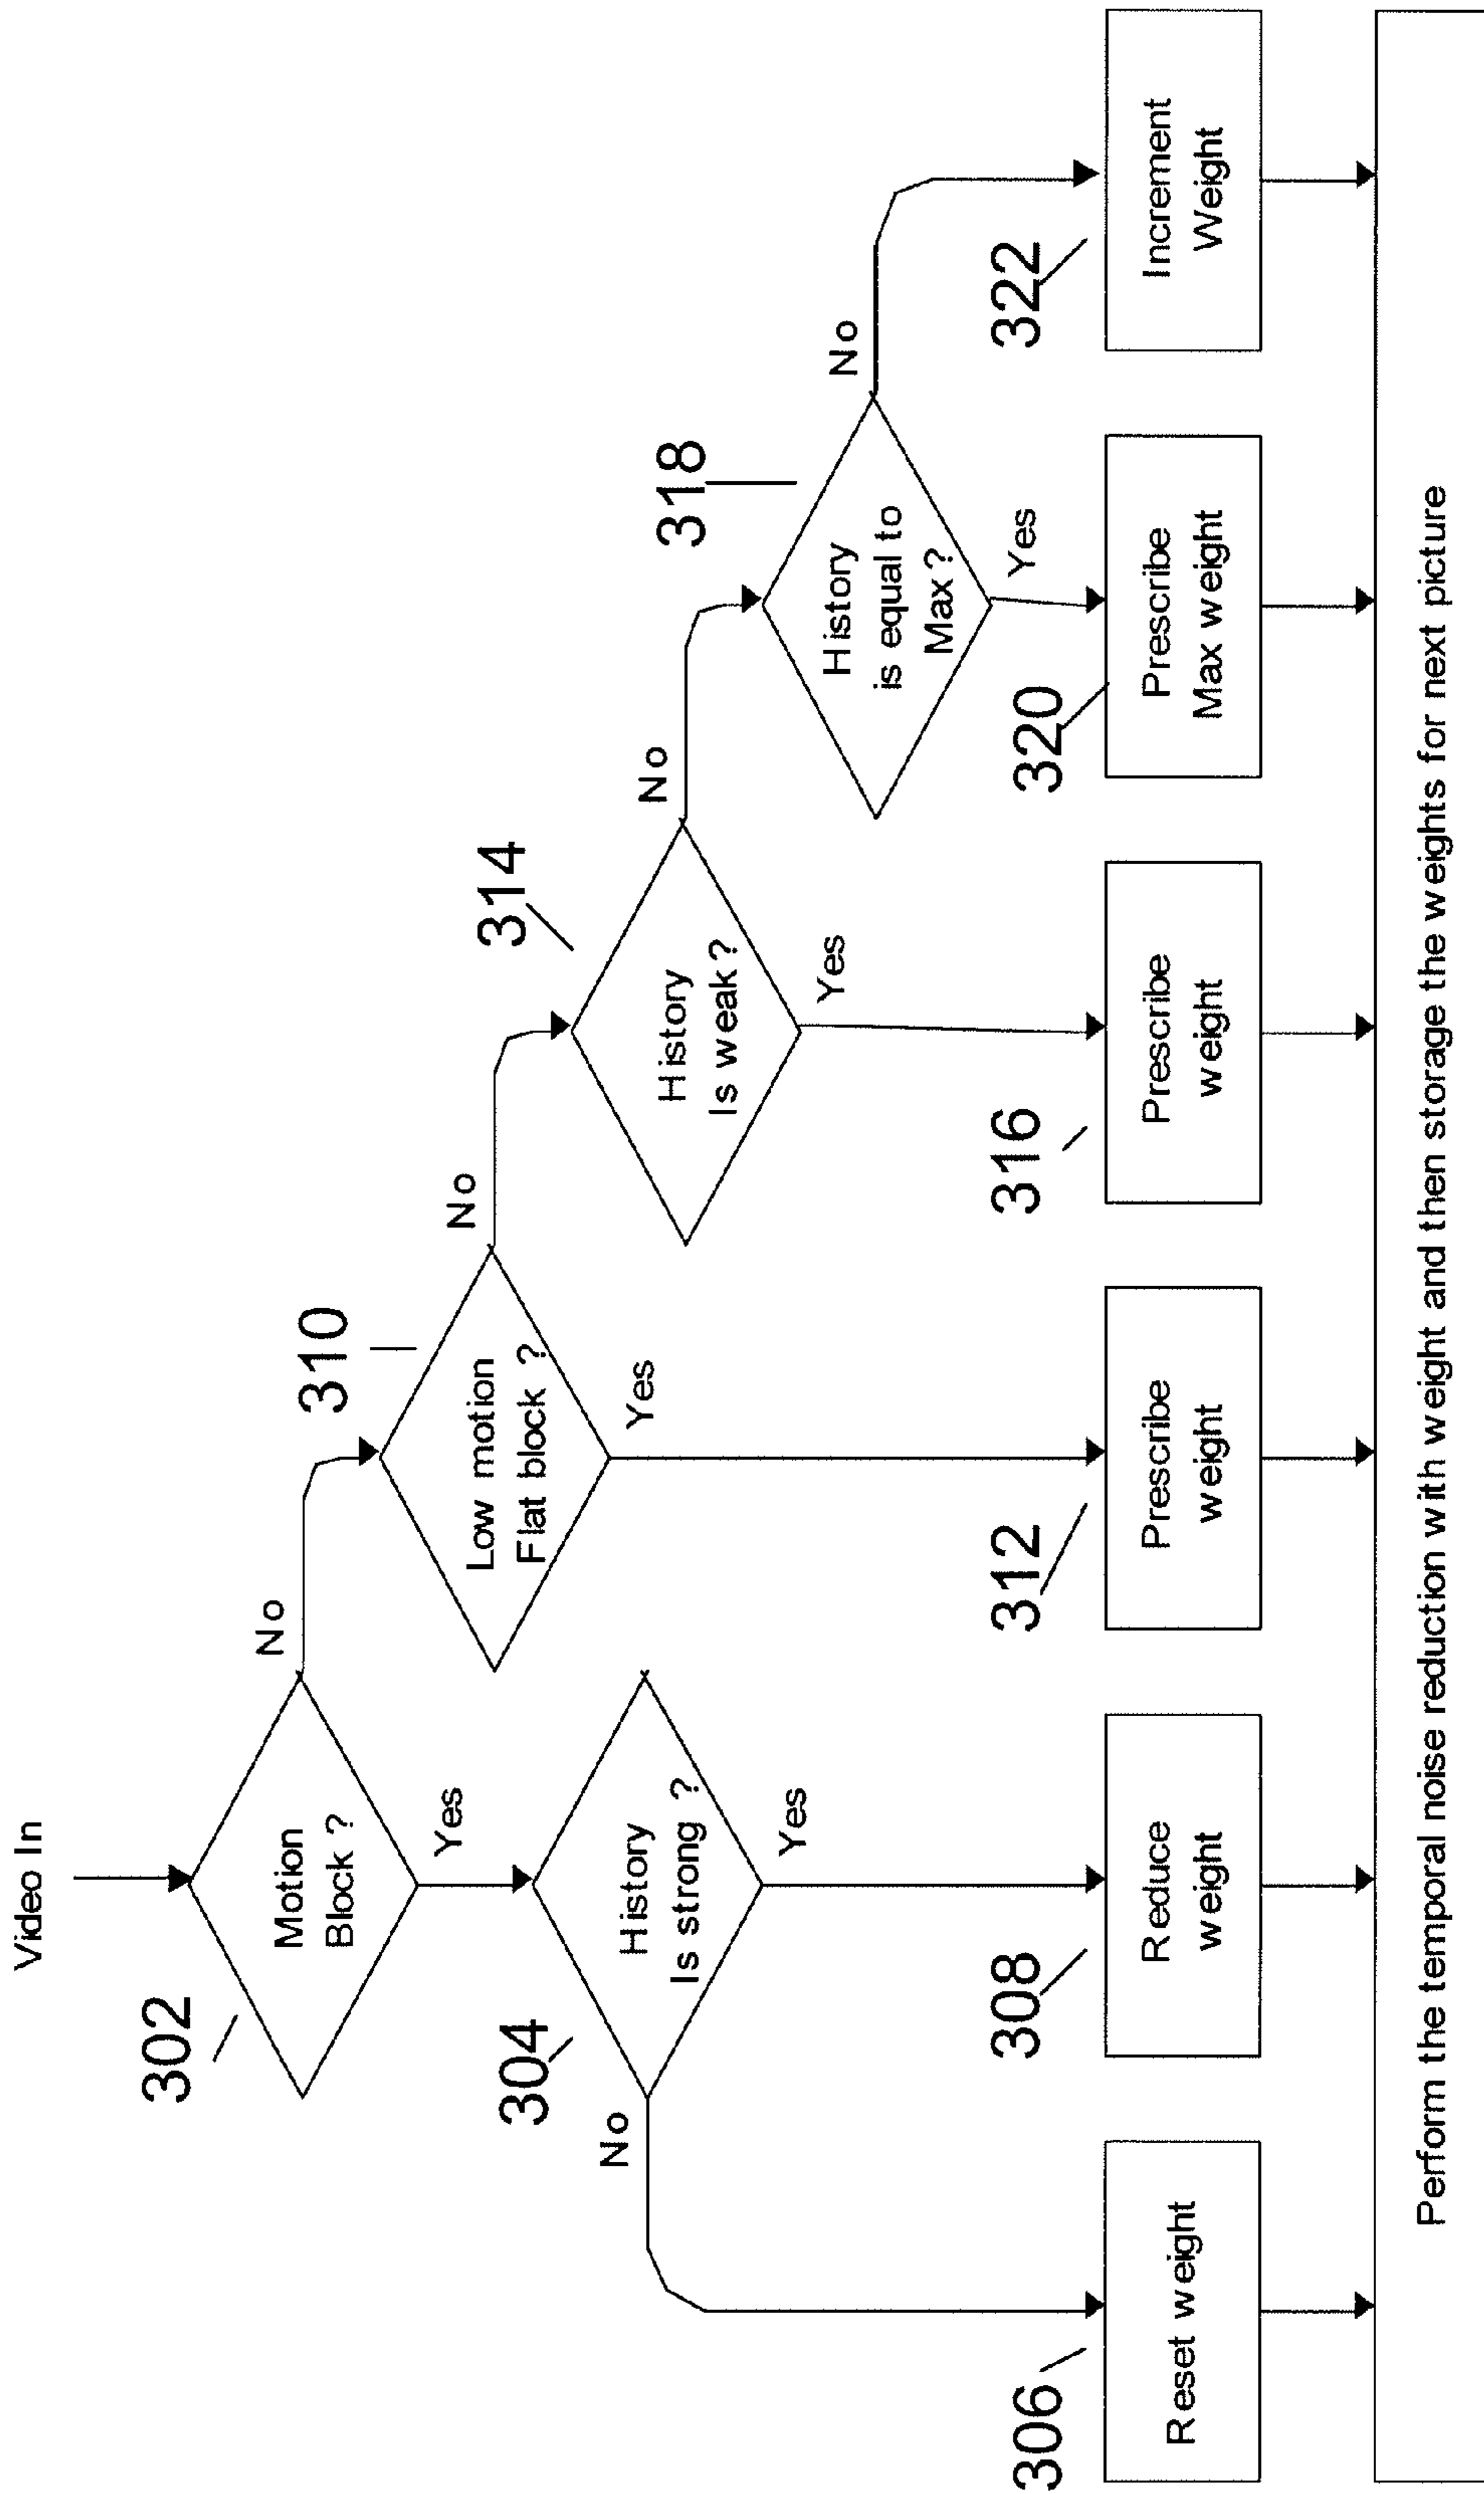 Video In
302
Motion
Block ?
No
Yes
310
Low motion
Flat block ?
No
Yes
304
History
Is strong ?
No
Yes
314
History
Is weak?
No
Yes
318
History
is equal to
Max ?
No
Yes
306
Reset weight
308
Reduce
weight
312
Prescribe
weight
316
Prescribe
weight
320
Prescribe
Max weight
322
Increment
Weight
Perform the temporal noise reduction with weight and then storage the weights for next picture